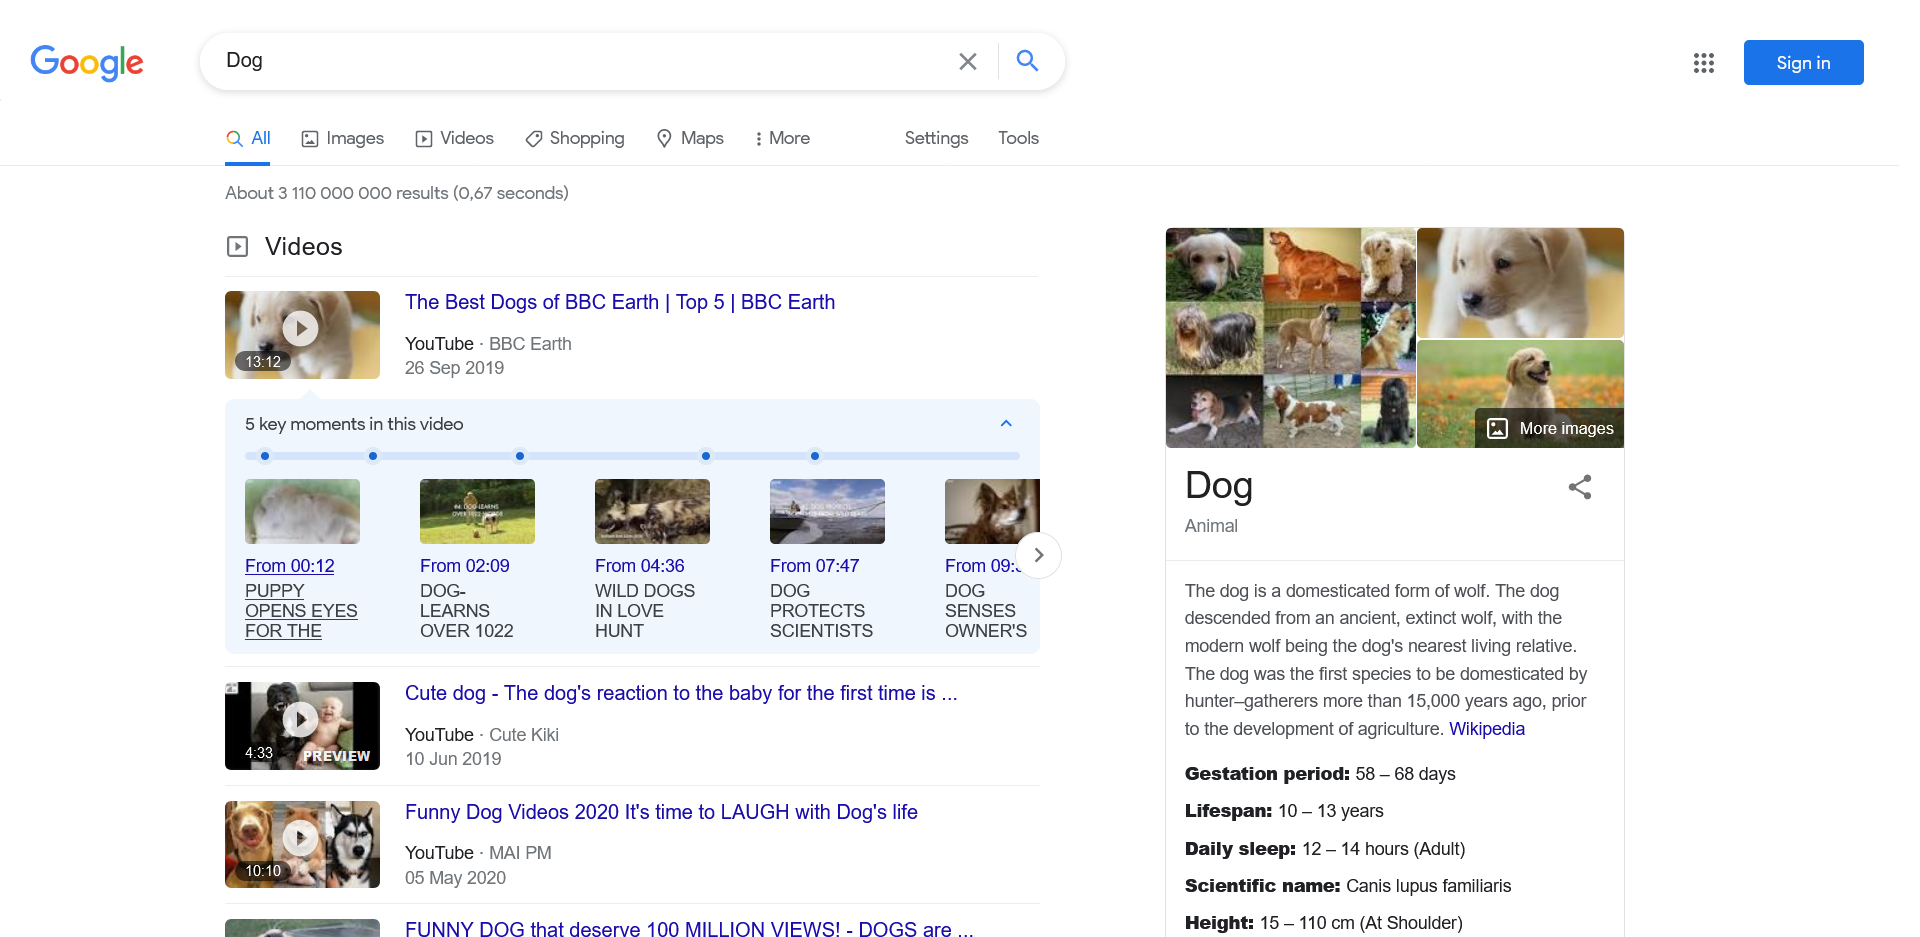 Google
Dog
Sign in
All
Images
Videos
Shopping
Maps
More
Settings
Tools
About 3 110 000 000 results (0,67 seconds)
Videos
The Best Dogs of BBC Earth | Top 5 | BBC Earth
YouTube · BBC Earth
26 Sep 2019
13:12
5 key moments in this video
From 00:12
PUPPY
OPENS EYES
FOR THE
From 02:09
DOG-
LEARNS
OVER 1022
From 04:36
WILD DOGS
IN LOVE
HUNT
From 07:47
DOG
PROTECTS
SCIENTISTS
From 09:
DOG
SENSES
OWNER'S
Cute dog - The dog's reaction to the baby for the first time is ...
YouTube · Cute Kiki
10 Jun 2019
4:33
PREVIEW
Funny Dog Videos 2020 It's time to LAUGH with Dog's life
YouTube · MAI PM
05 May 2020
10:10
FUNNY DOG that deserve 100 MILLION VIEWS! - DOGS are ...
More images
Dog
Animal
The dog is a domesticated form of wolf. The dog
descended from an ancient, extinct wolf, with the
modern wolf being the dog's nearest living relative.
The dog was the first species to be domesticated by
hunter–gatherers more than 15,000 years ago, prior
to the development of agriculture. Wikipedia
Gestation period: 58 – 68 days
Lifespan: 10 – 13 years
Daily sleep: 12 – 14 hours (Adult)
Scientific name: Canis lupus familiaris
Height: 15 – 110 cm (At Shoulder)